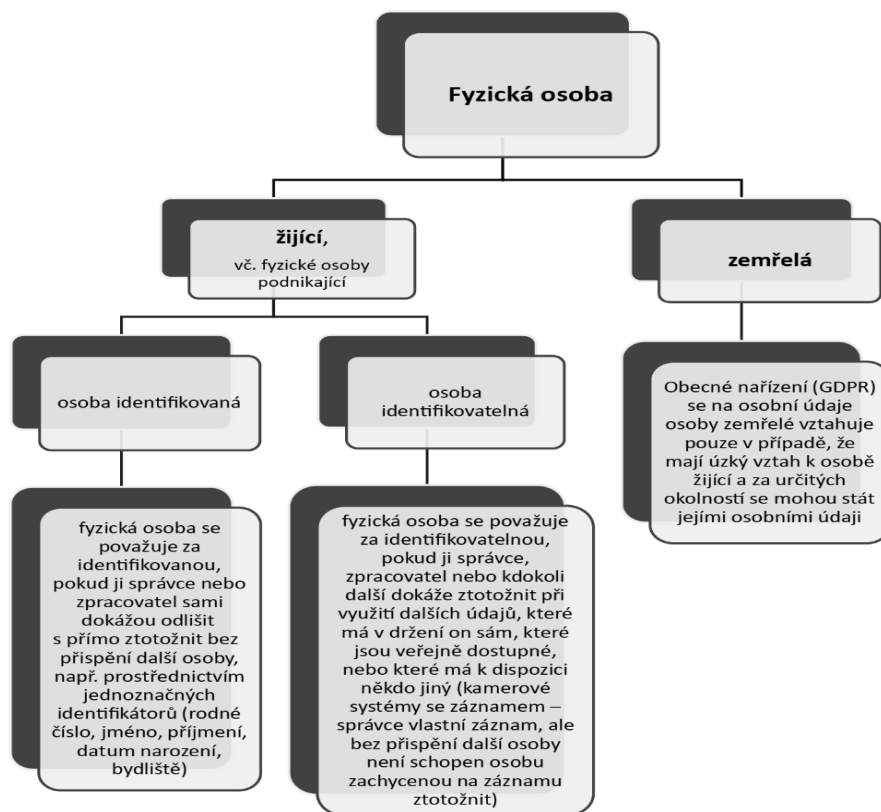 Fyzická osoba
žijící,
vč. fyzické osoby
podnikající
zemřelá
osoba identifikovaná
osoba
identifikovatelná
Obecné nařízení (GDPR)
se na osobní údaje
osoby zemřelé vztahuje
pouze v případě, že
mají úzký vztah k osobě
žijící a za určitých
okolností se mohou stát
jejími osobními údaji
fyzická osoba se
považuje za
identifikovanou,
pokud ji správce nebo
zpracovatel sami
dokážou odlišit
s přímo ztotožnit bez
přispění další osoby,
např. prostřednictvím
jednoznačných
identifikátorů (rodné
číslo, jméno, příjmení,
datum narození,
bydliště)
fyzická osoba se považuje
za identifikovatelnou,
pokud ji správce,
zpracovatel nebo kdokoli
další dokáže ztotožnit při
využití dalších údajů, které
má v držení on sám, které
jsou veřejně dostupné,
nebo které má k dispozici
někdo jiný (kamerové
systémy se záznamem –
správce vlastní záznam, ale
bez přispění další osoby
není schopen osobu
zachycenou na záznamu
ztotožnit)